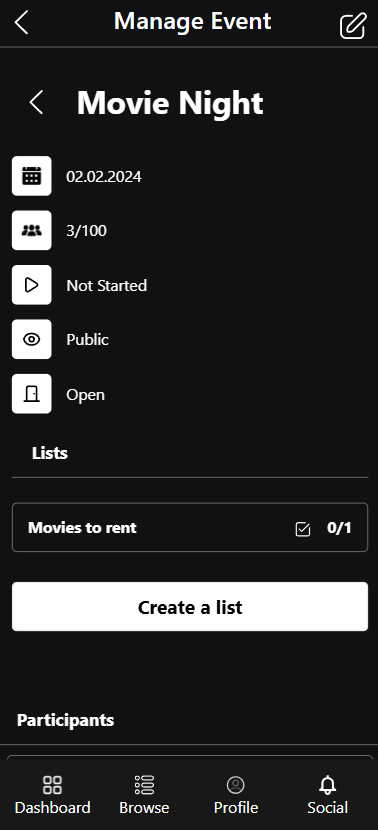 Manage Event
Movie Night
02.02.2024
3/100
Not Started
Public
Open
Lists
Movies to rent 0/1
Create a list
Participants
Dashboard Browse Profile Social